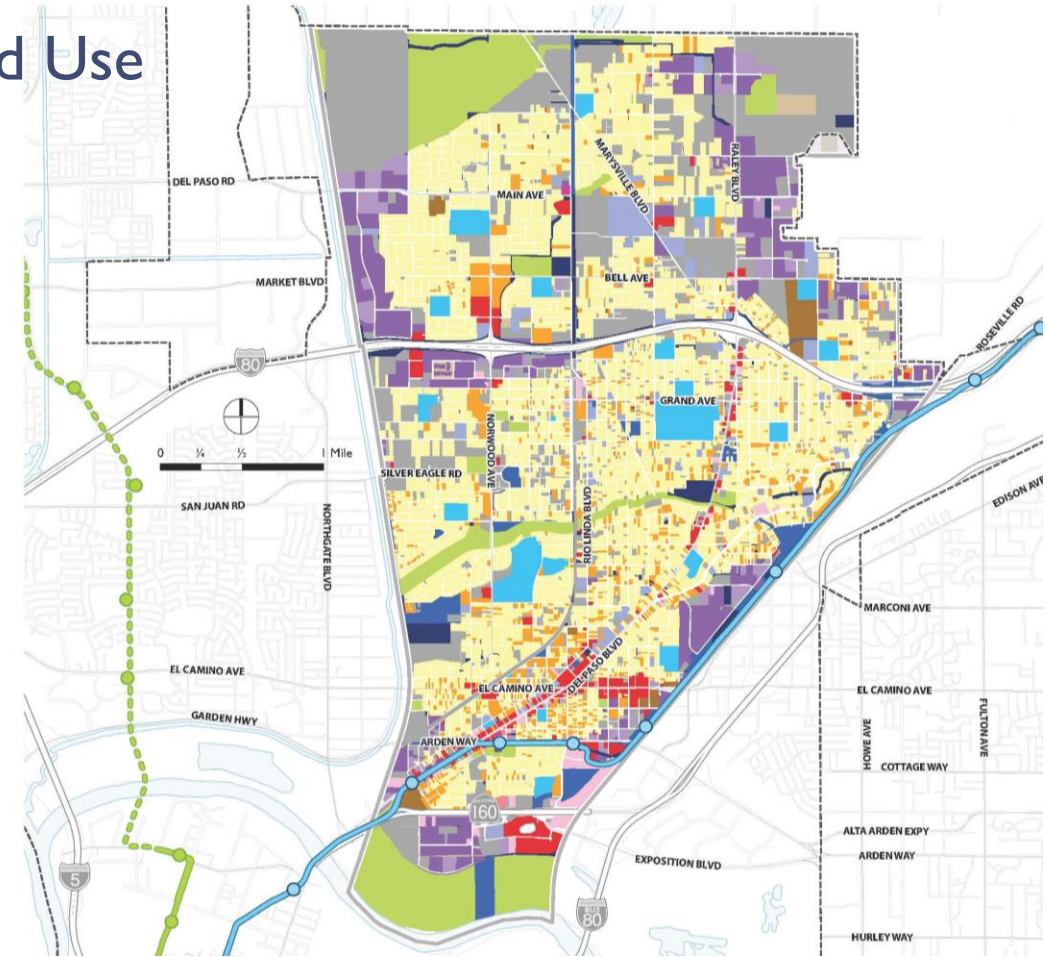 d Use
DEL PASO RD
MAIN AVE
MARYSVILLE BLVD
RALEY BLVD
MARKET BLVD
BELL AVE
ROSEVILLE RD
80
GRAND AVE
0 ¼ ½ 1 Mile
NORWOOD AVE
SILVER EAGLE RD
SAN JUAN RD
NORTHGATE BLVD
RIO LINDA BLVD
EDISON AVE
MARCONI AVE
EL CAMINO AVE
DEL PASO BLVD
EL CAMINO AVE
EL CAMINO AVE
GARDEN HWY
ARDEN WAY
HOWE AVE
FULTON AVE
COTTAGE WAY
160
ALTA ARDEN EXPY
ARDEN WAY
EXPOSITION BLVD
5
80
HURLEY WAY